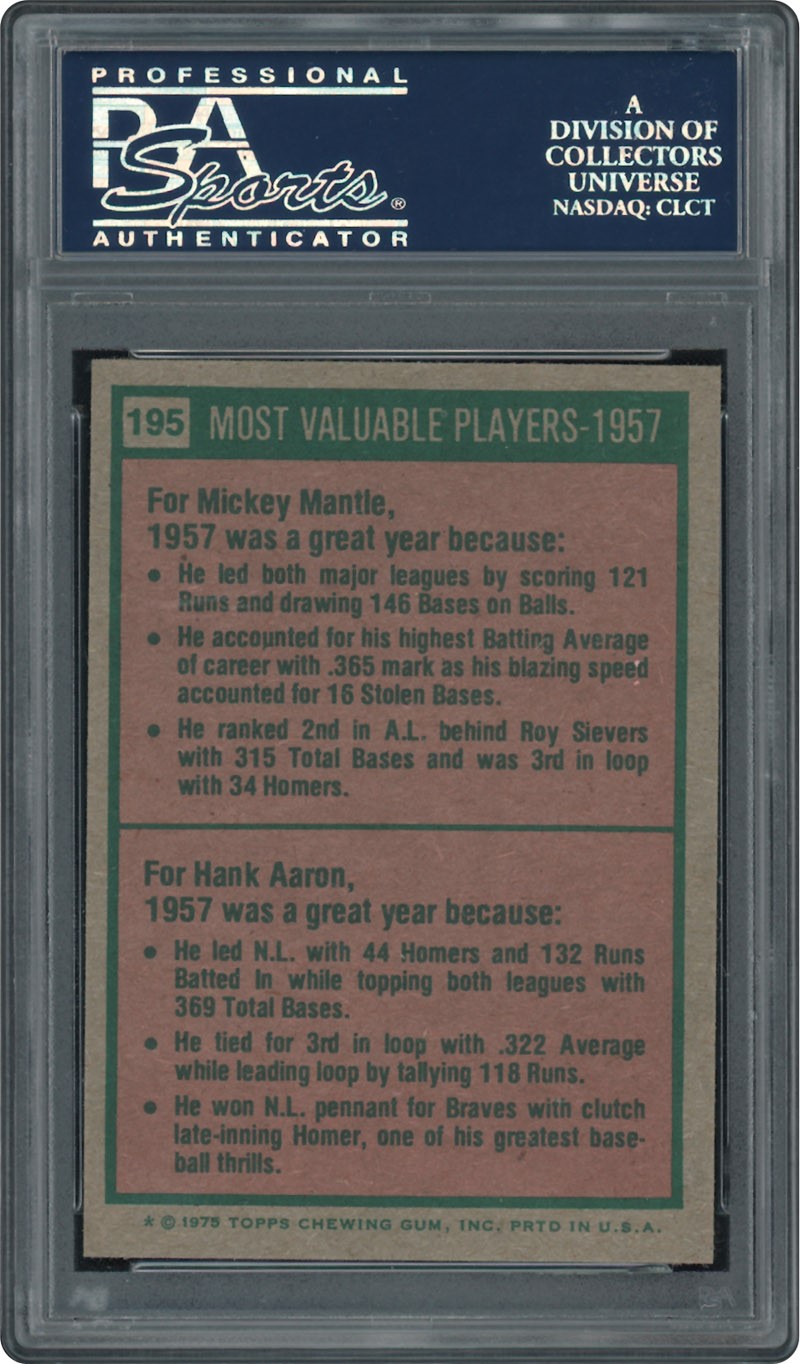 PROFESSIONAL
PSA
Sports®
AUTHENTICATOR
A
DIVISION OF
COLLECTORS
UNIVERSE
NASDAQ: CLCT
195 MOST VALUABLE PLAYERS-1957
For Mickey Mantle,
1957 was a great year because:
• He led both major leagues by scoring 121
Runs and drawing 146 Bases on Balls.
• He accounted for his highest Batting Average
of career with .365 mark as his blazing speed
accounted for 16 Stolen Bases.
• He ranked 2nd in A.L. behind Roy Sievers
with 315 Total Bases and was 3rd in loop
with 34 Homers.
For Hank Aaron,
1957 was a great year because:
• He led N.L. with 44 Homers and 132 Runs
Batted In while topping both leagues with
369 Total Bases.
• He tied for 3rd in loop with .322 Average
while leading loop by tallying 118 Runs.
• He won N.L. pennant for Braves with clutch
late-inning Homer, one of his greatest base-
ball thrills.
* © 1975 TOPPS CHEWING GUM, INC. PRTD IN U.S.A.
PSA